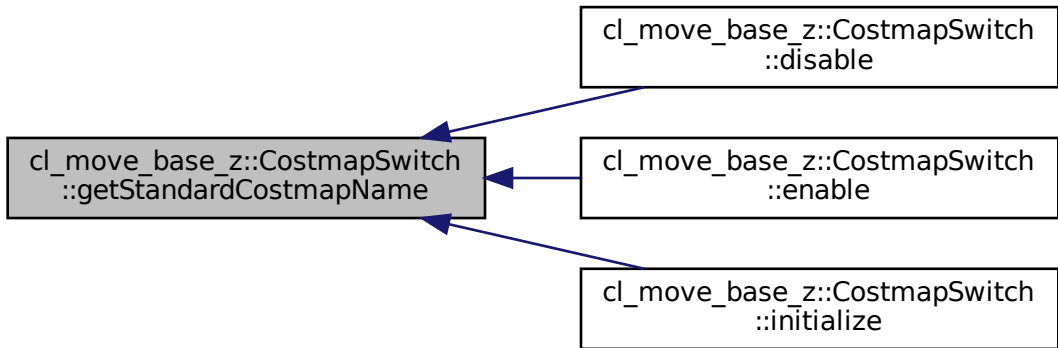 cl_move_base_z::CostmapSwitch
::getStandardCostmapName
cl_move_base_z::CostmapSwitch
::disable
cl_move_base_z::CostmapSwitch
::enable
cl_move_base_z::CostmapSwitch
::initialize